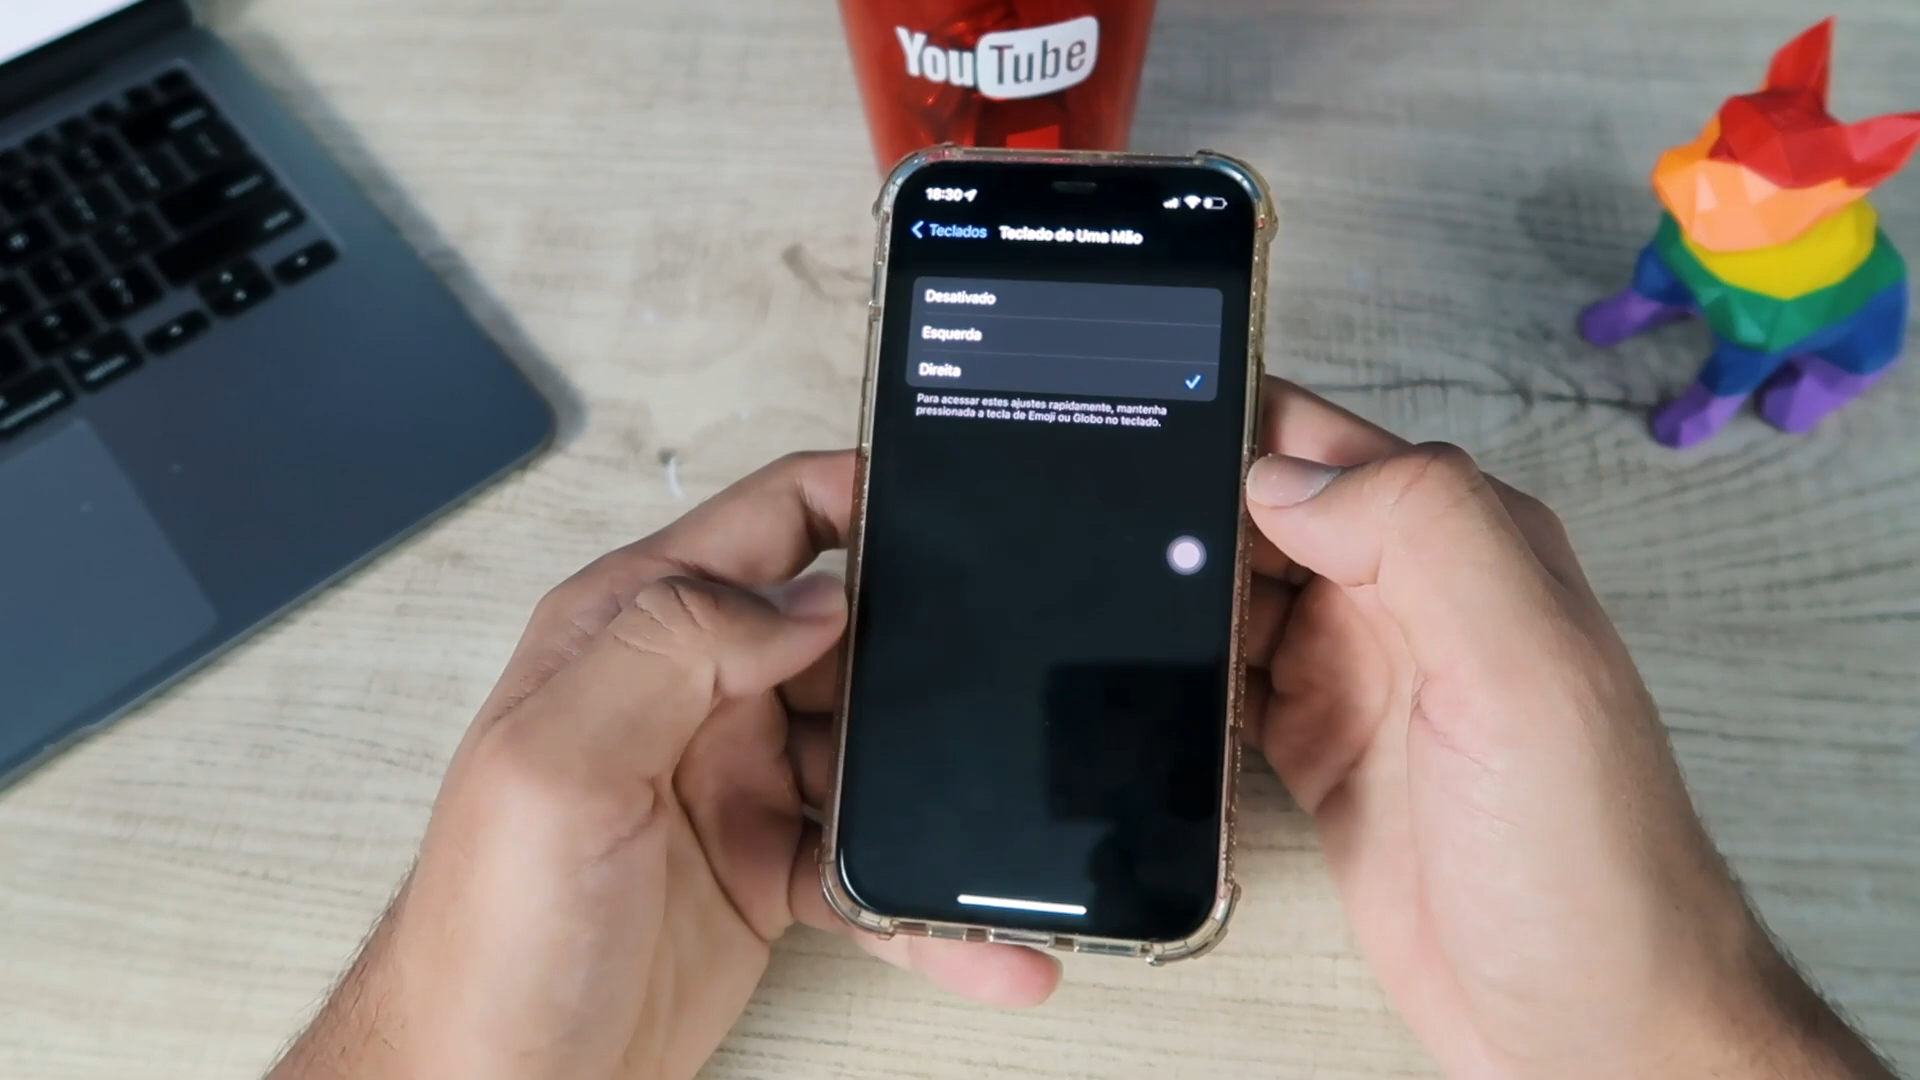 YouTube
18:30
Teclados Teclado de Uma Mão
Desativado
Esquerda
Direita
Para acessar estes ajustes rapidamente, mantenha
pressionada a tecla de Emoji ou Globo no teclado.